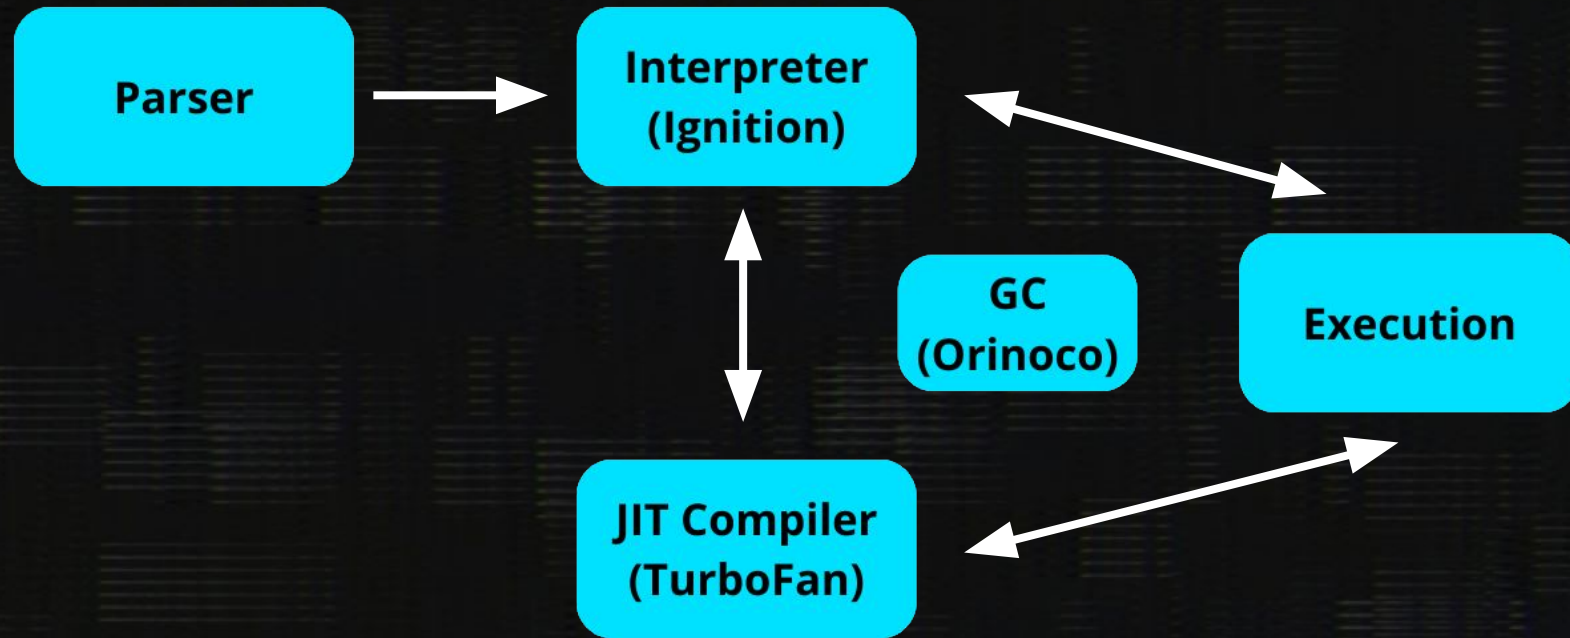 Parser
Interpreter
(Ignition)
GC
(Orinoco)
Execution
JIT Compiler
(TurboFan)